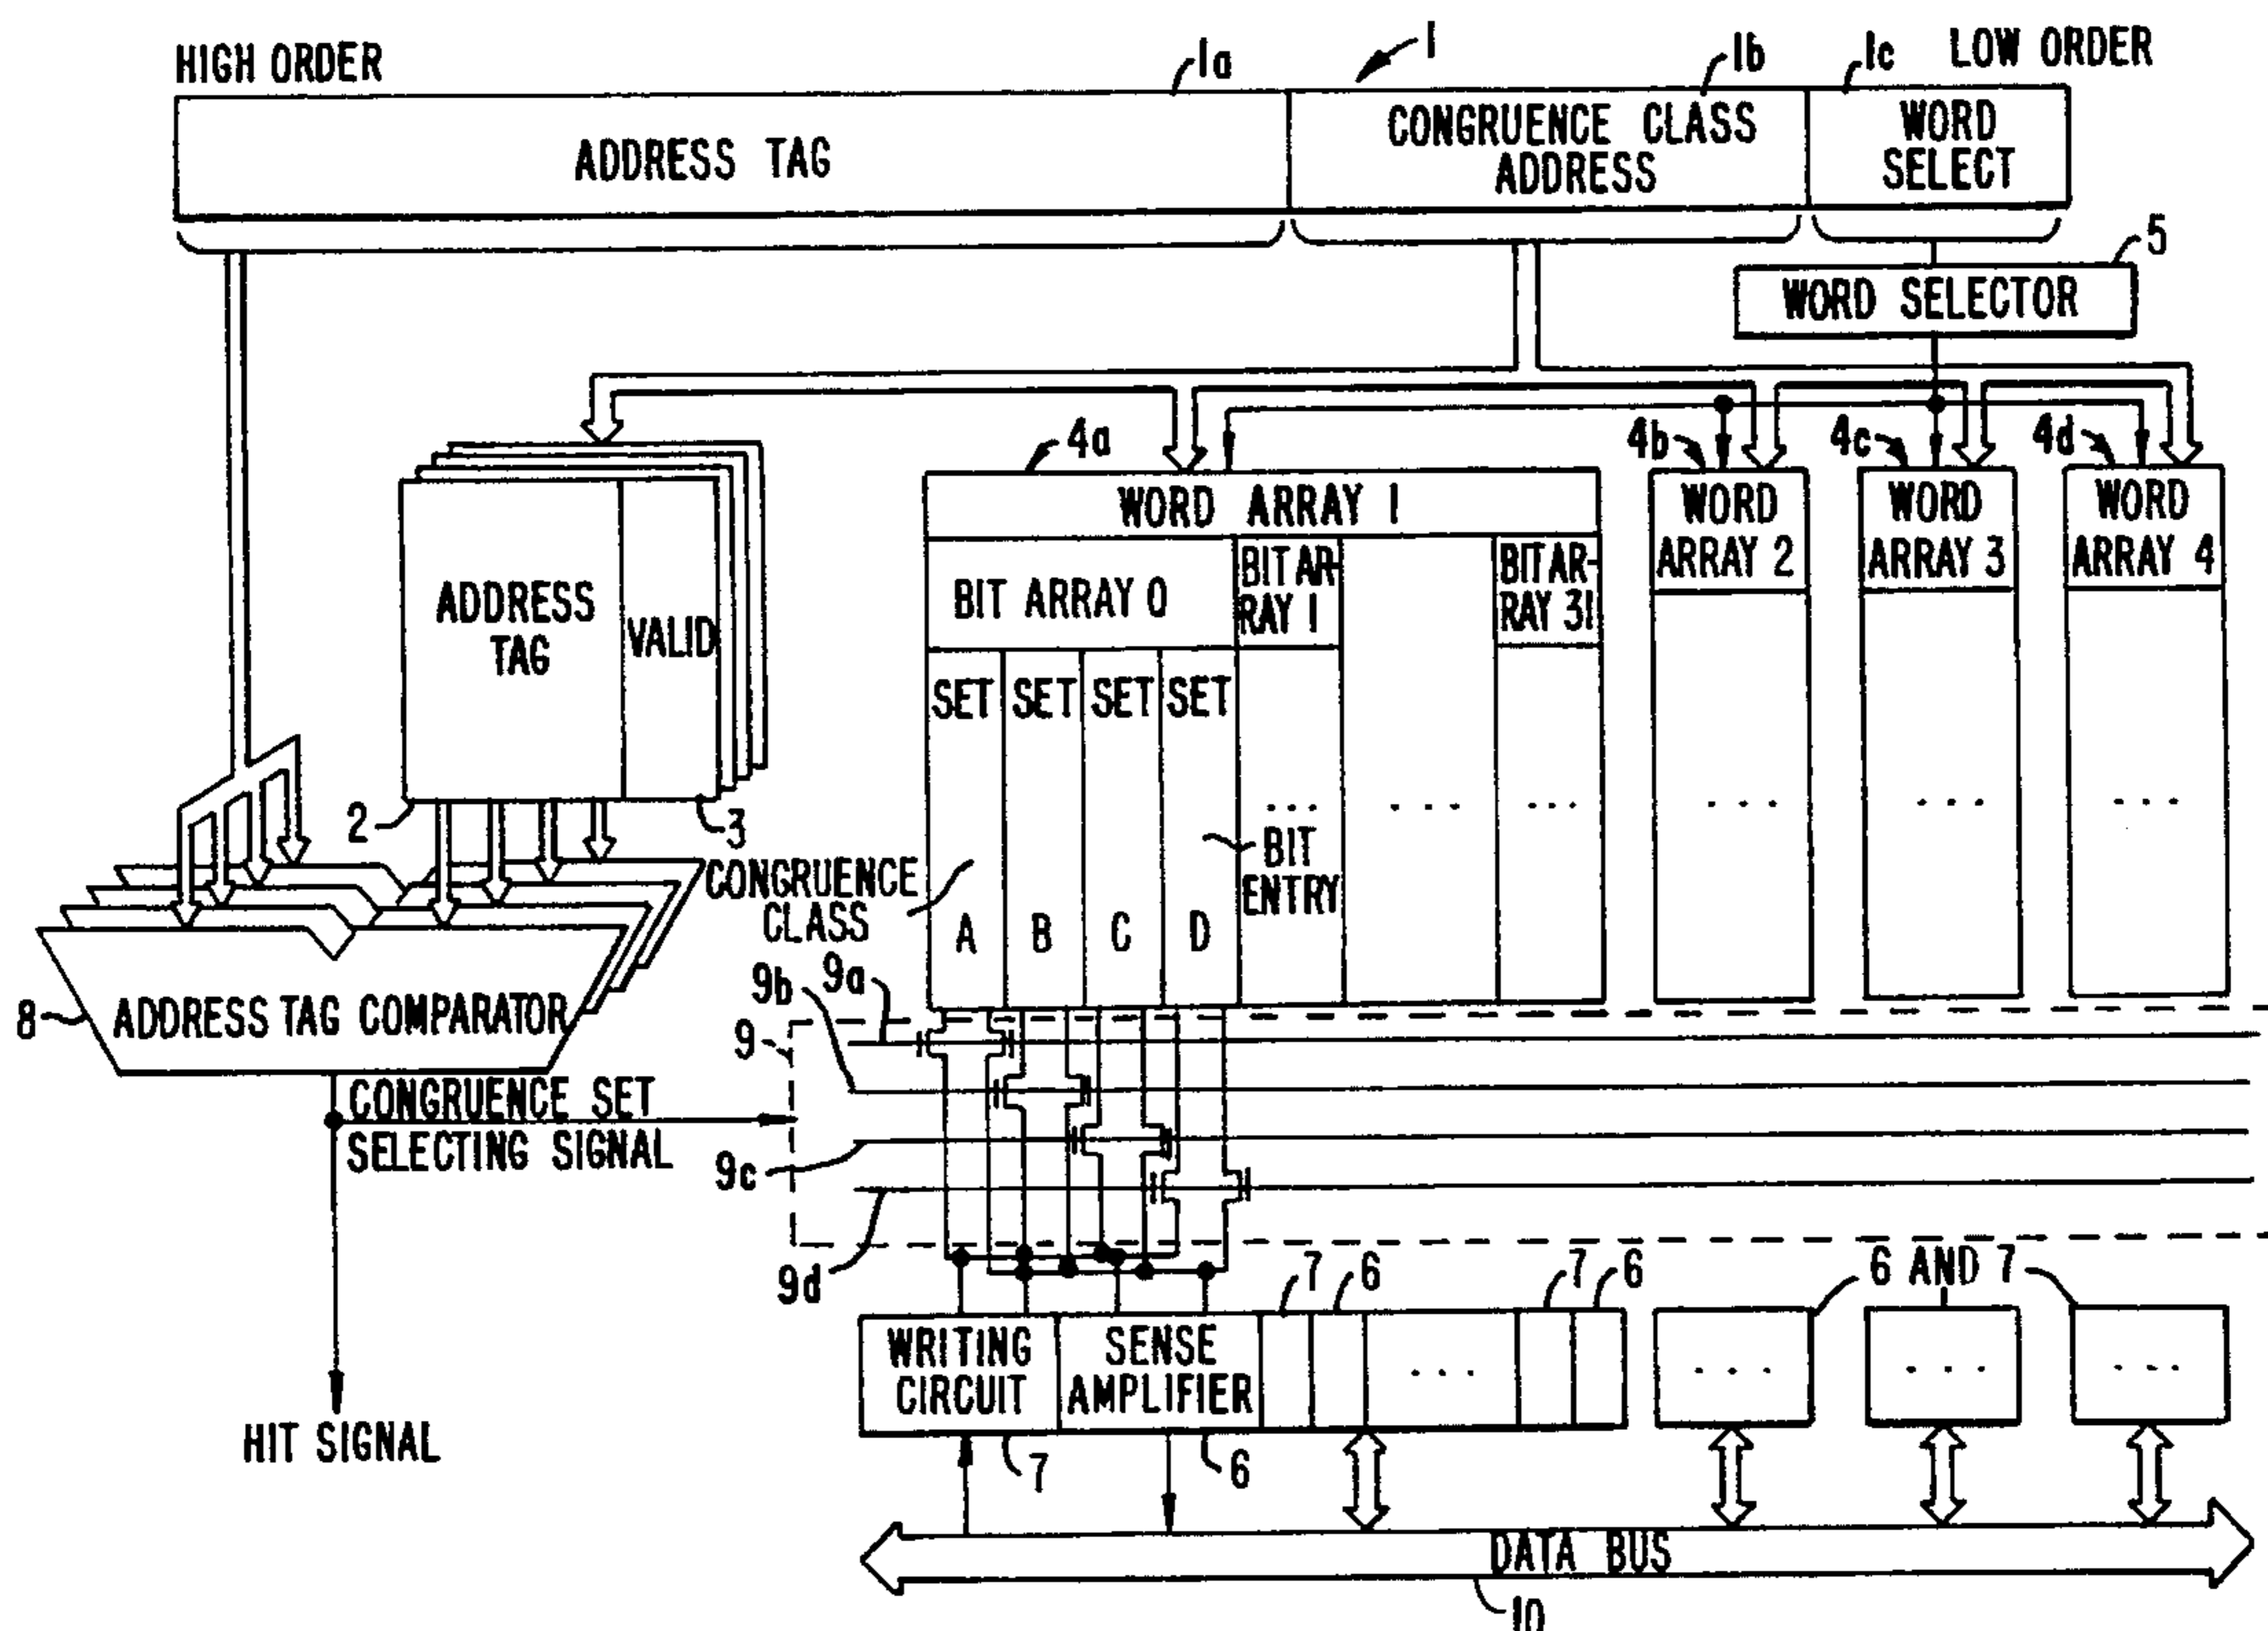 HIGH ORDER
1a
1
1b
1c
LOW ORDER
ADDRESS TAG
CONGRUENCE CLASS
ADDRESS
WORD
SELECT
5
WORD SELECTOR
4a
4b
4c
4d
WORD ARRAY 1
WORD
ARRAY 2
WORD
ARRAY 3
WORD
ARRAY 4
BIT ARRAY 0
BIT AR-
RAY 1
BIT AR-
RAY 31
ADDRESS
TAG
VALID
SET
SET
SET
SET
2
3
...
...
...
...
...
...
BIT
ENTRY
CONGRUENCE
CLASS
A
B
C
D
8
ADDRESS TAG COMPARATOR
9a
9b
9
9c
9d
CONGRUENCE SET
SELECTING SIGNAL
HIT SIGNAL
7
6
7
6
6 AND 7
WRITING
CIRCUIT
SENSE
AMPLIFIER
...
...
...
...
7
6
DATA BUS
10